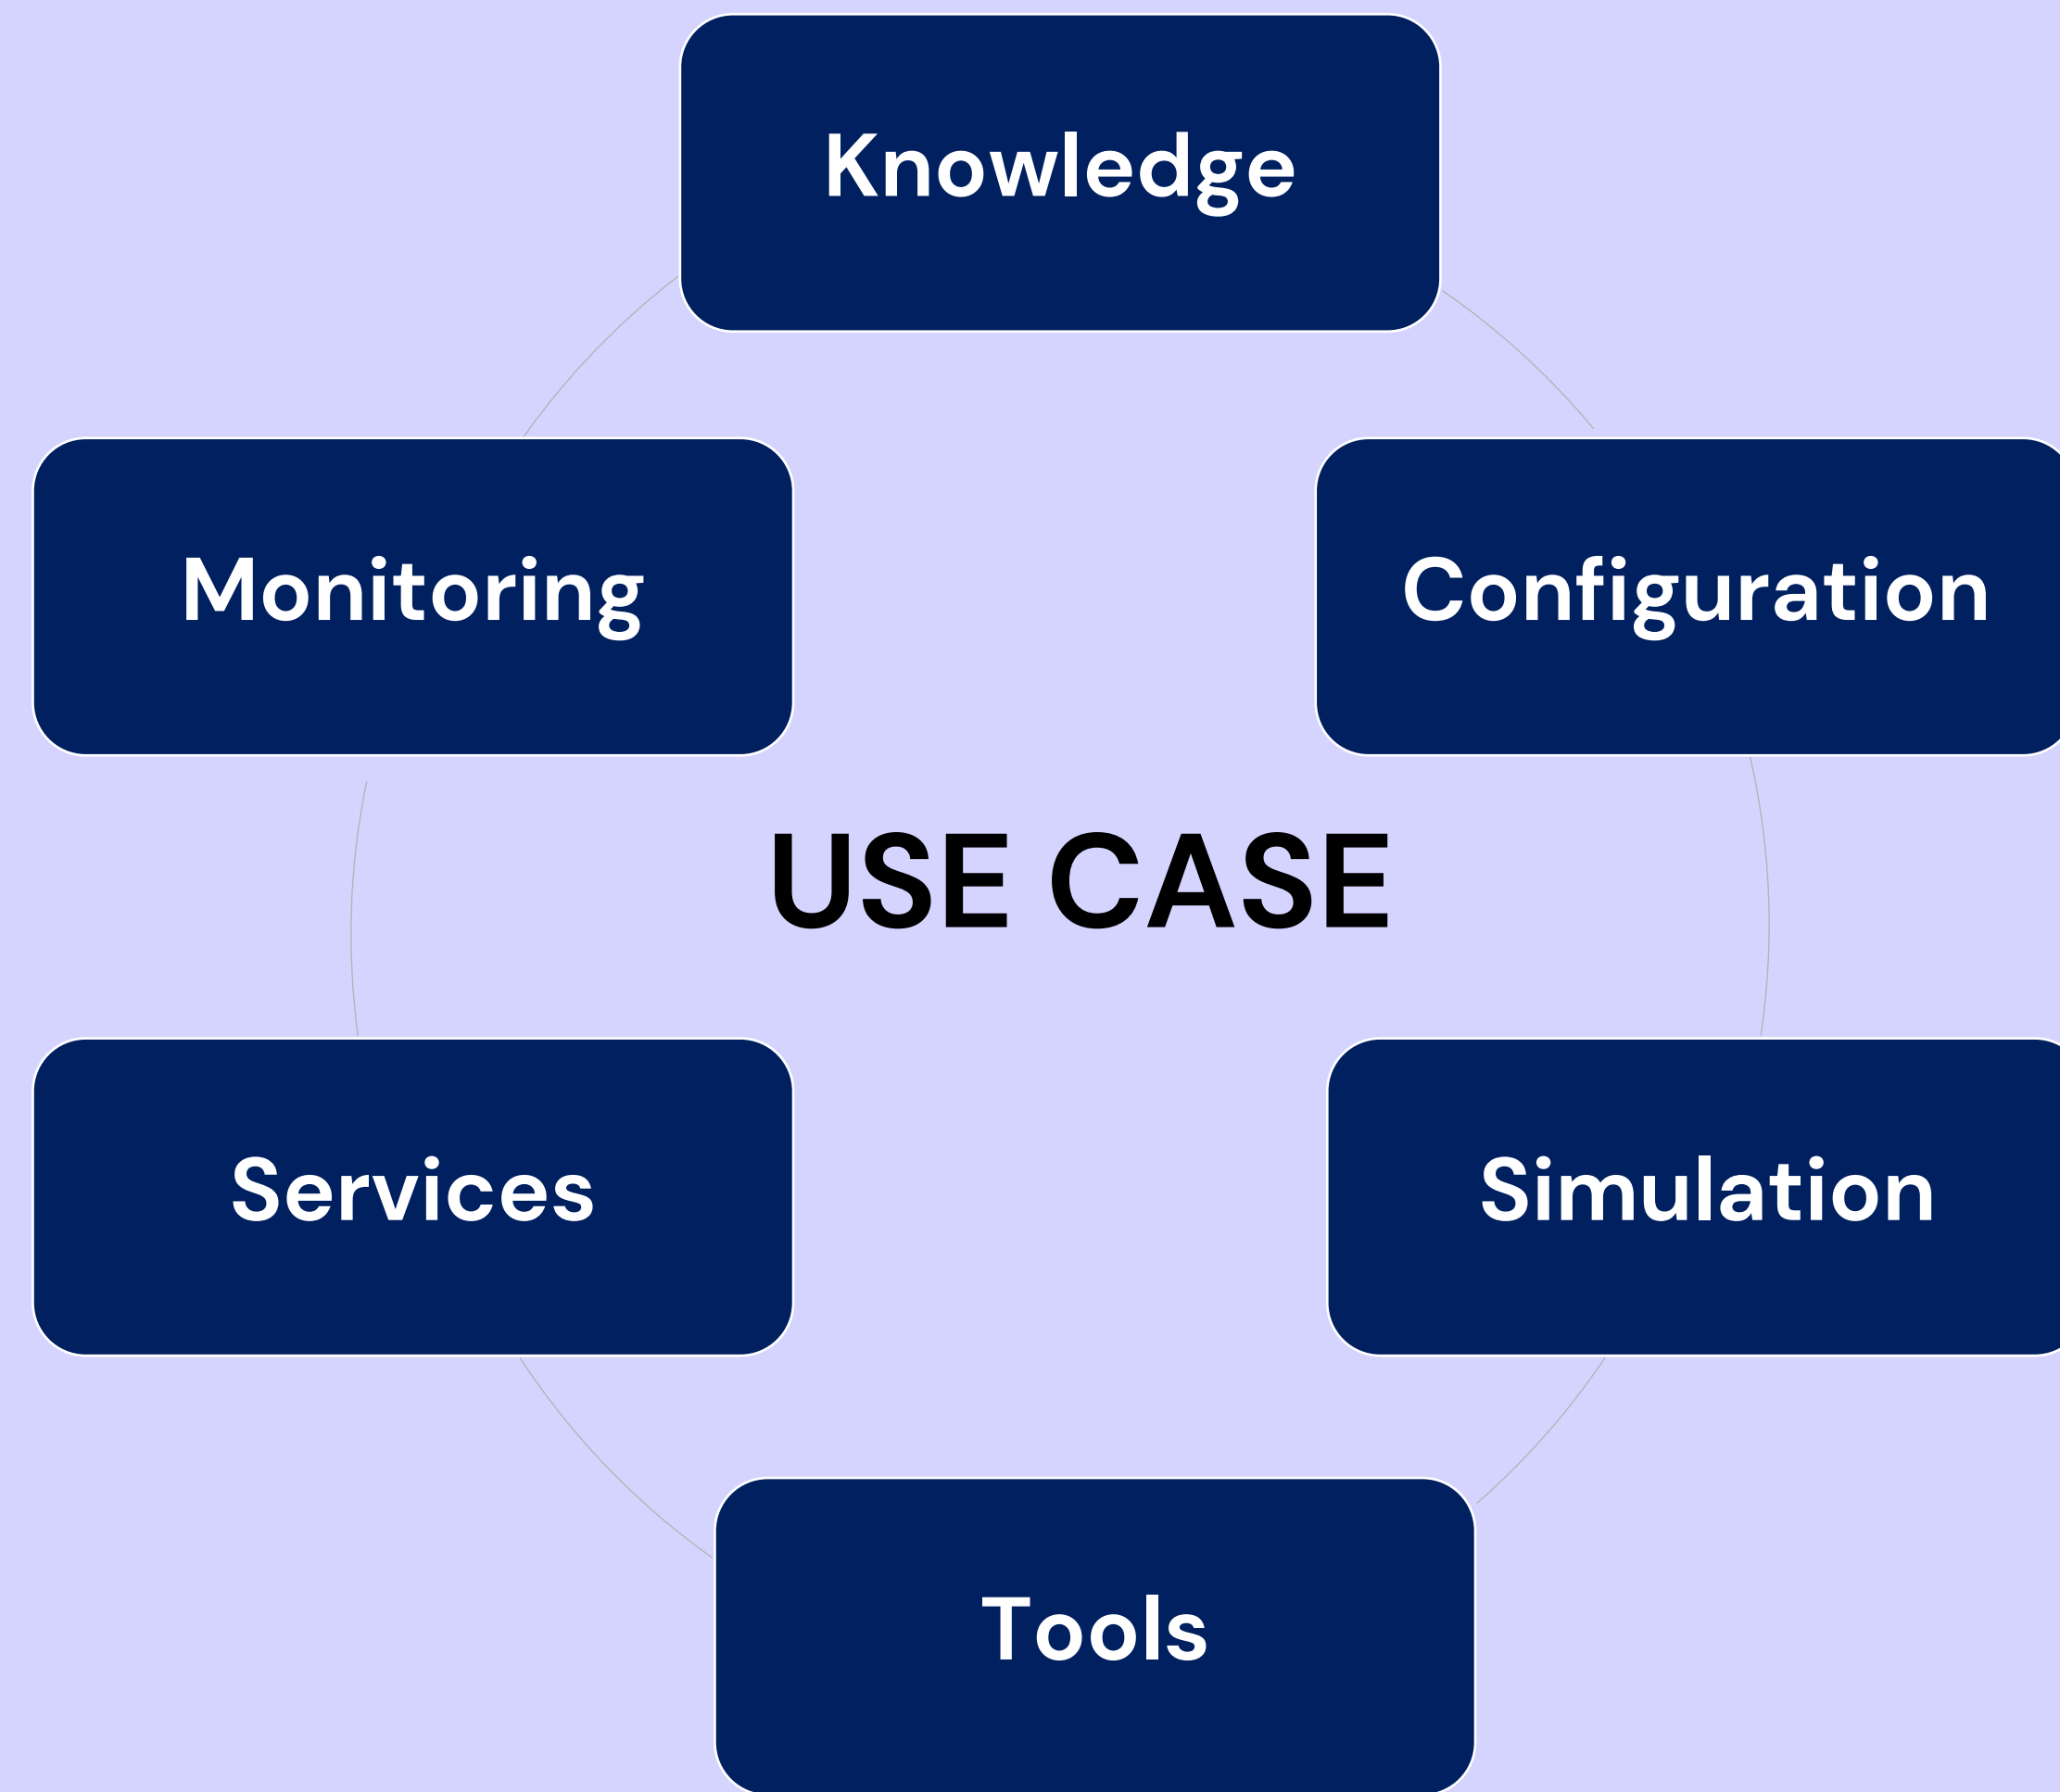 Knowledge
Monitoring
Configuration
USE CASE
Services
Simulation
Tools